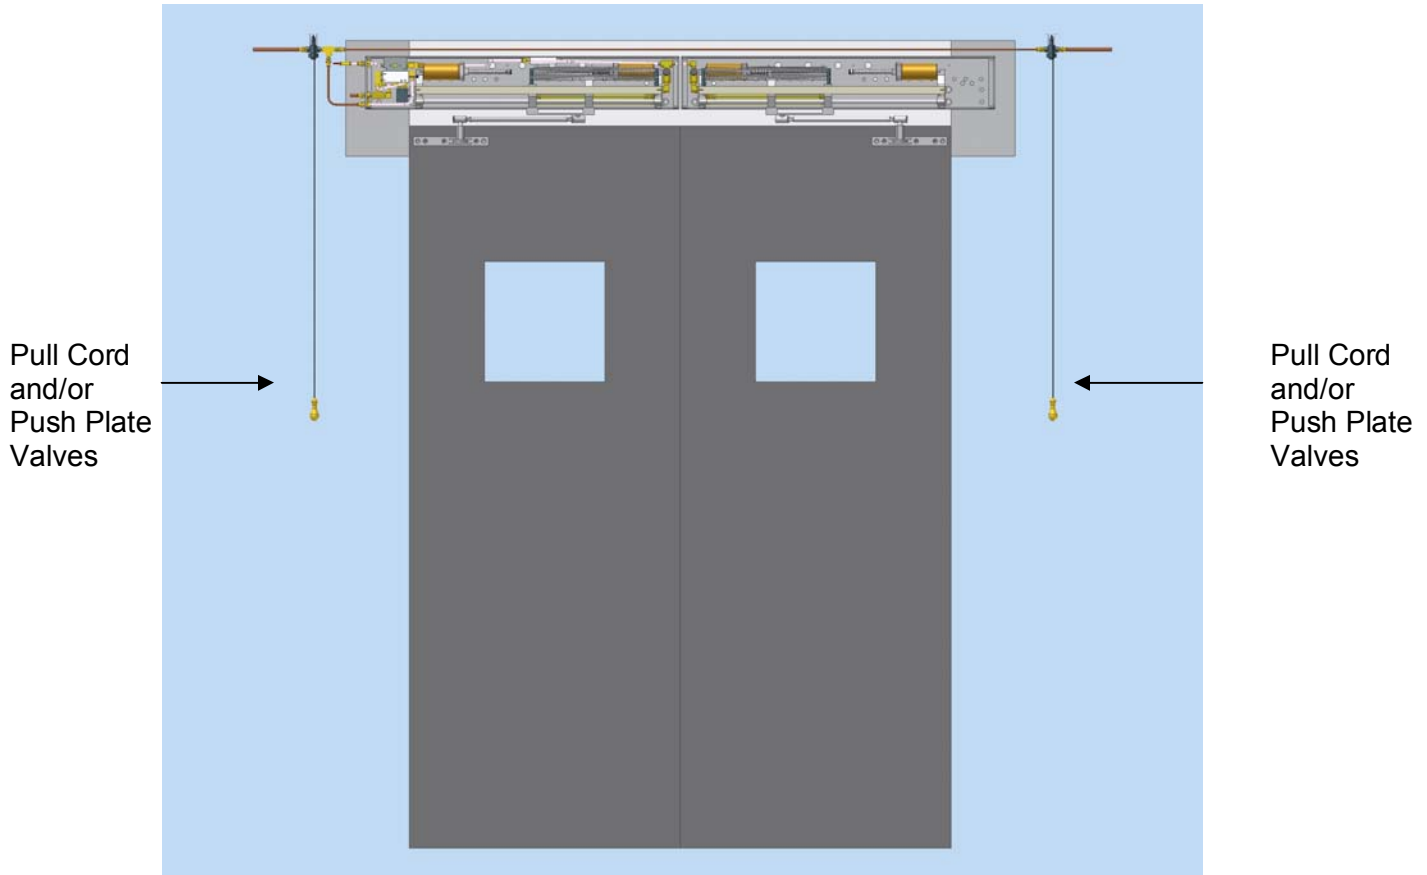 Pull Cord
and/or
Push Plate
Valves
Pull Cord
and/or
Push Plate
Valves